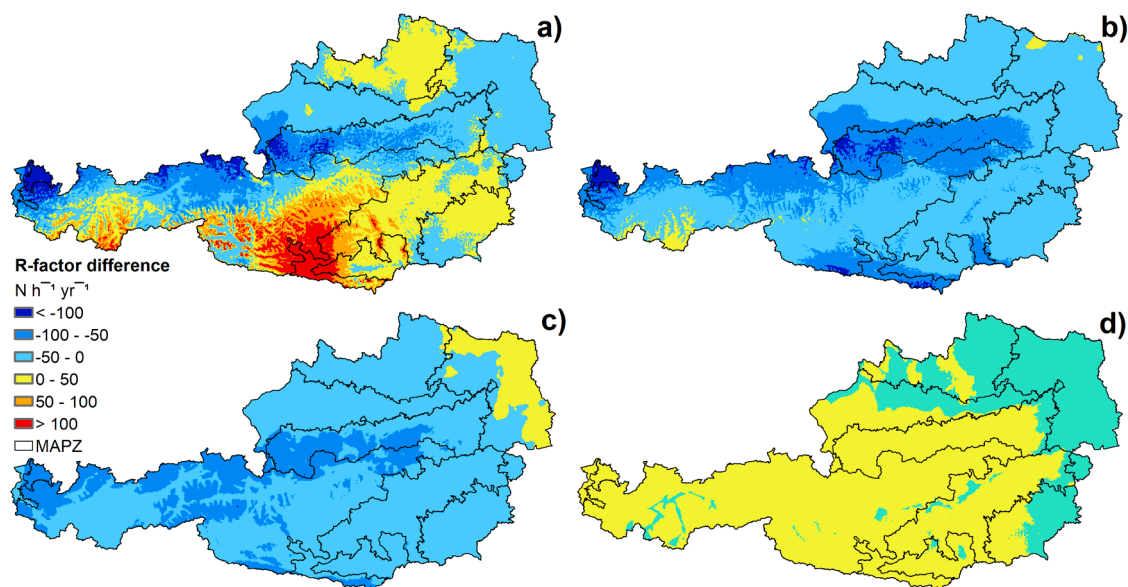 a)
b)
R-factor difference
N h⁻¹ yr⁻¹
< -100
-100 - -50
-50 - 0
0 - 50
50 - 100
> 100
MAPZ
c)
d)